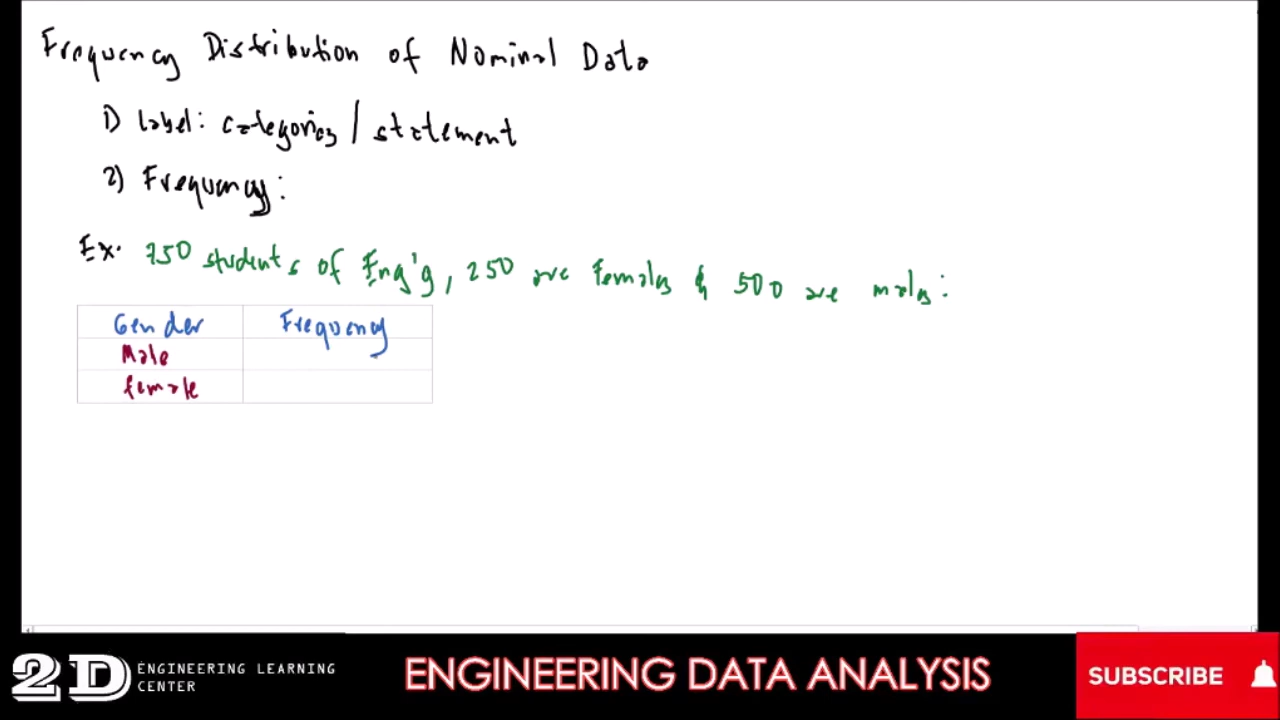 Frequency Distribution of Nominal Data
1) label: categories / statement
2) Frequency:
Ex. 750 students of Eng'g, 250 are females & 500 are males:
Gender Frequency
Male
female
2D ENGINEERING LEARNING
CENTER
ENGINEERING DATA ANALYSIS
SUBSCRIBE